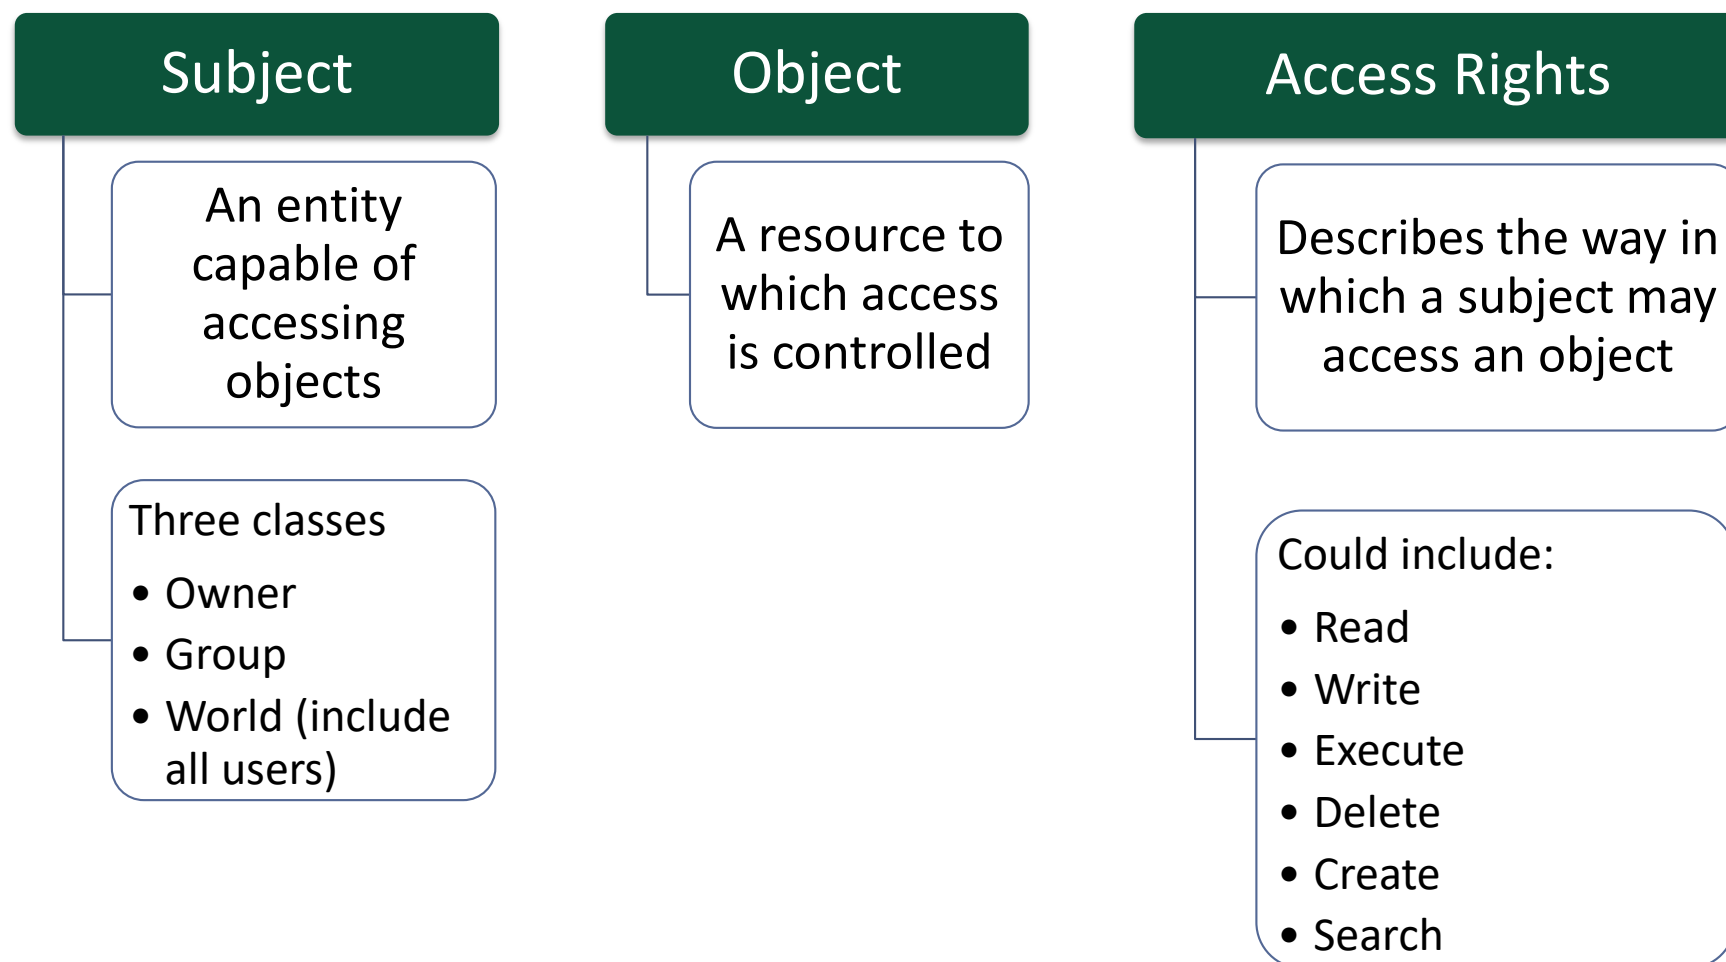 Subject
An entity
capable of
accessing
objects
Three classes
• Owner
• Group
• World (include
all users)
Object
A resource to
which access
is controlled
Access Rights
Describes the way in
which a subject may
access an object
Could include:
• Read
• Write
• Execute
• Delete
• Create
• Search